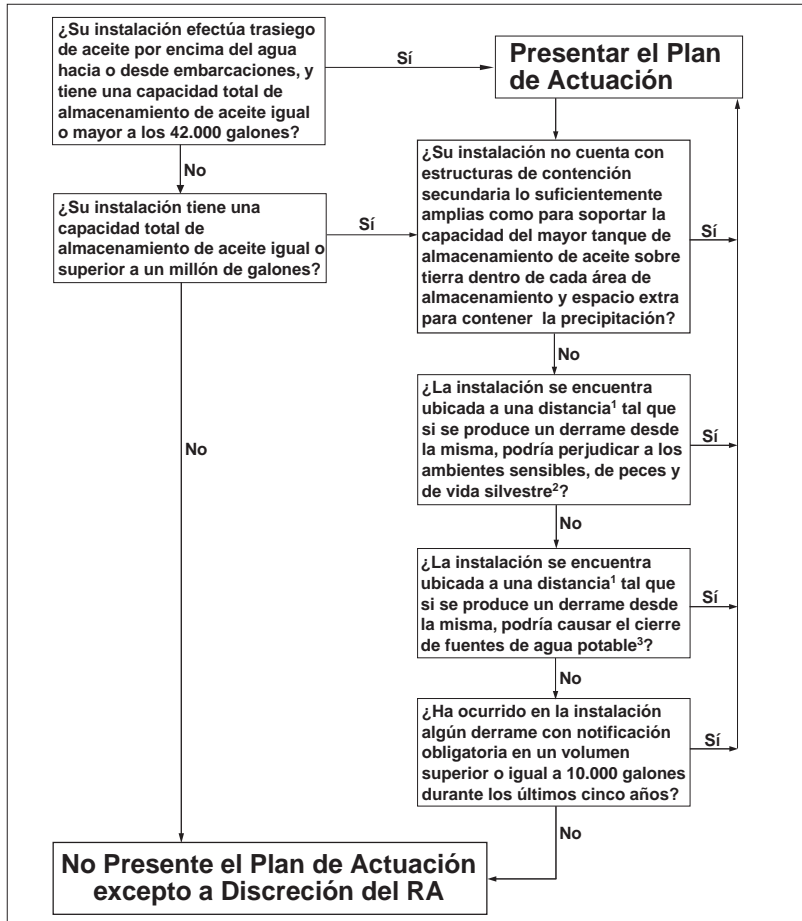 ¿Su instalación efectúa trasiego
de aceite por encima del agua
hacia o desde embarcaciones, y
tiene una capacidad total de
almacenamiento de aceite igual
o mayor a los 42.000 galones?
Sí
Presentar el Plan
de Actuación
No
¿Su instalación tiene una
capacidad total de
almacenamiento de aceite igual o
superior a un millón de galones?
Sí
¿Su instalación no cuenta con
estructuras de contención
secundaria lo suficientemente
amplias como para soportar la
capacidad del mayor tanque de
almacenamiento de aceite sobre
tierra dentro de cada área de
almacenamiento y espacio extra
para contener la precipitación?
Sí
No
¿La instalación se encuentra
ubicada a una distancia¹ tal que
si se produce un derrame desde
la misma, podría perjudicar a los
ambientes sensibles, de peces y
de vida silvestre²?
Sí
No
No
¿La instalación se encuentra
ubicada a una distancia¹ tal que
si se produce un derrame desde
la misma, podría causar el cierre
de fuentes de agua potable³?
Sí
No
¿Ha ocurrido en la instalación
algún derrame con notificación
obligatoria en un volumen
superior o igual a 10.000 galones
durante los últimos cinco años?
Sí
No
No Presente el Plan de Actuación
excepto a Discreción del RA